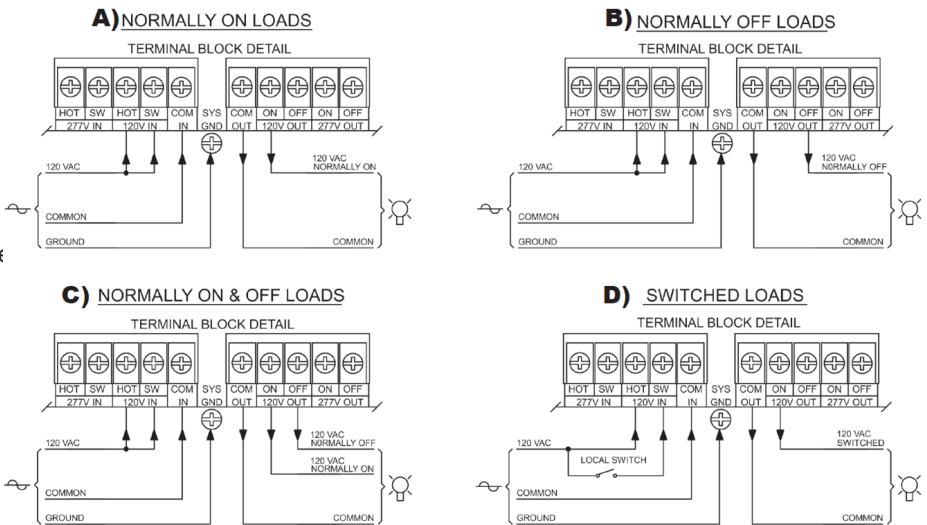 A) NORMALLY ON LOADS
TERMINAL BLOCK DETAIL
HOT SW HOT SW COM SYS COM ON OFF ON OFF
277V IN 120V IN IN GND OUT 120V OUT 277V OUT
120 VAC
120 VAC
NORMALLY ON
COMMON
GROUND
COMMON
B) NORMALLY OFF LOADS
TERMINAL BLOCK DETAIL
HOT SW HOT SW COM SYS COM ON OFF ON OFF
277V IN 120V IN IN GND OUT 120V OUT 277V OUT
120 VAC
120 VAC
N0RMALLY OFF
COMMON
GROUND
COMMON
C) NORMALLY ON & OFF LOADS
TERMINAL BLOCK DETAIL
HOT SW HOT SW COM SYS COM ON OFF ON OFF
277V IN 120V IN IN GND OUT 120V OUT 277V OUT
120 VAC
120 VAC
N0RMALLY OFF
120 VAC
NORMALLY ON
COMMON
GROUND
COMMON
D) SWITCHED LOADS
TERMINAL BLOCK DETAIL
HOT SW HOT SW COM SYS COM ON OFF ON OFF
277V IN 120V IN IN GND OUT 120V OUT 277V OUT
120 VAC
120 VAC
SWITCHED
LOCAL SWITCH
COMMON
GROUND
COMMON